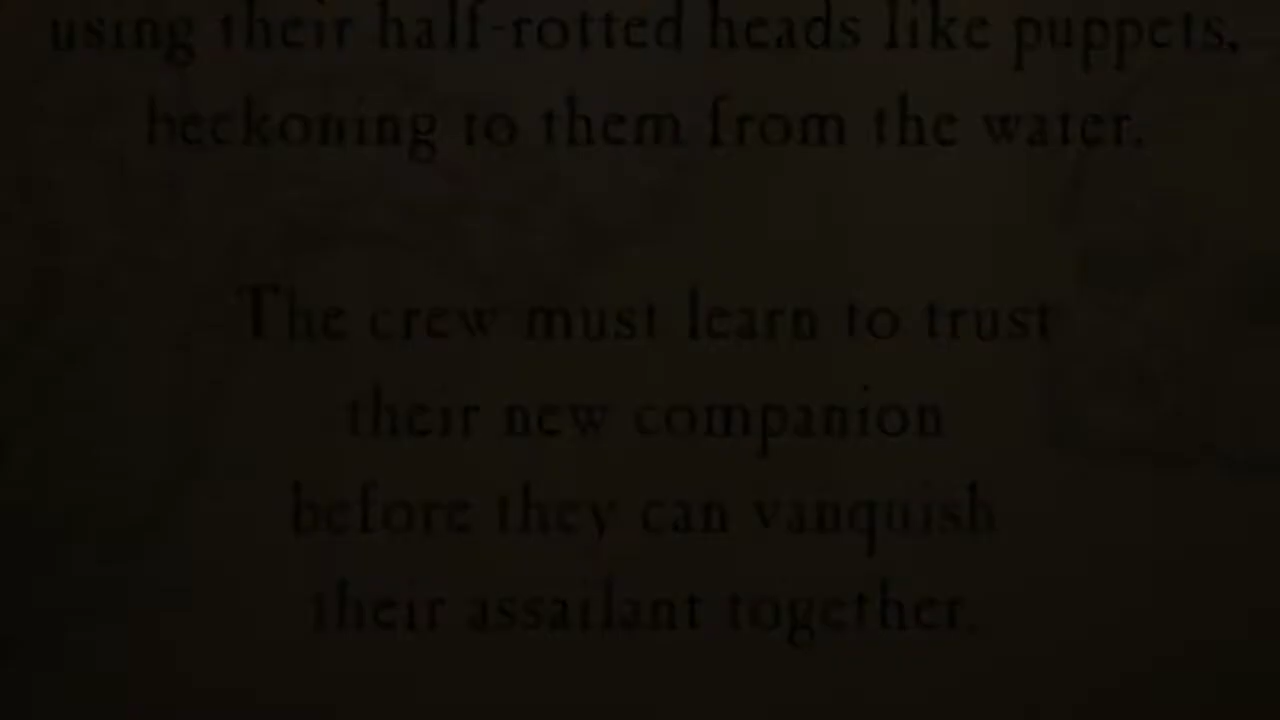 using their half-rotted heads like puppets,
beckoning to them from the water.
The crew must learn to trust
their new companion
before they can vanquish
their assailant together.